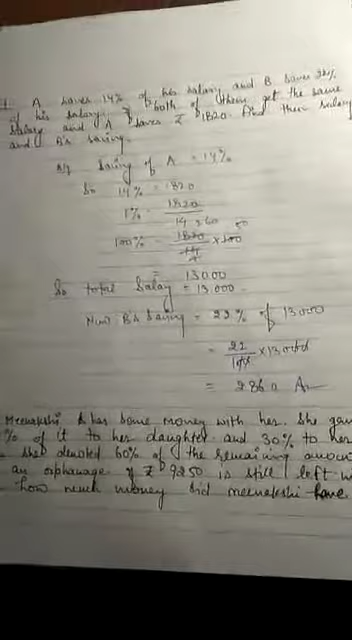 1. A saves 14% of his salary and B saves 22%
of his salary. If both of them get the same
salary and A saves ₹ 1820. Find their salary
and B's saving.
Saving of A = 14%
So 14% = 1820
1% = 1820
14
100% = 1820 × 100
14
= 13000
So total Salary = 13000
Now B's Saving = 22% of 13000
= 22 × 13000
100
= 2860 Ans
Meenakshi has some money with her. She gave
% of it to her daughter and 30% to her
she donated 60% of the remaining amount
an orphanage if ₹ 9250 is still left w
how much money did meenakshi have